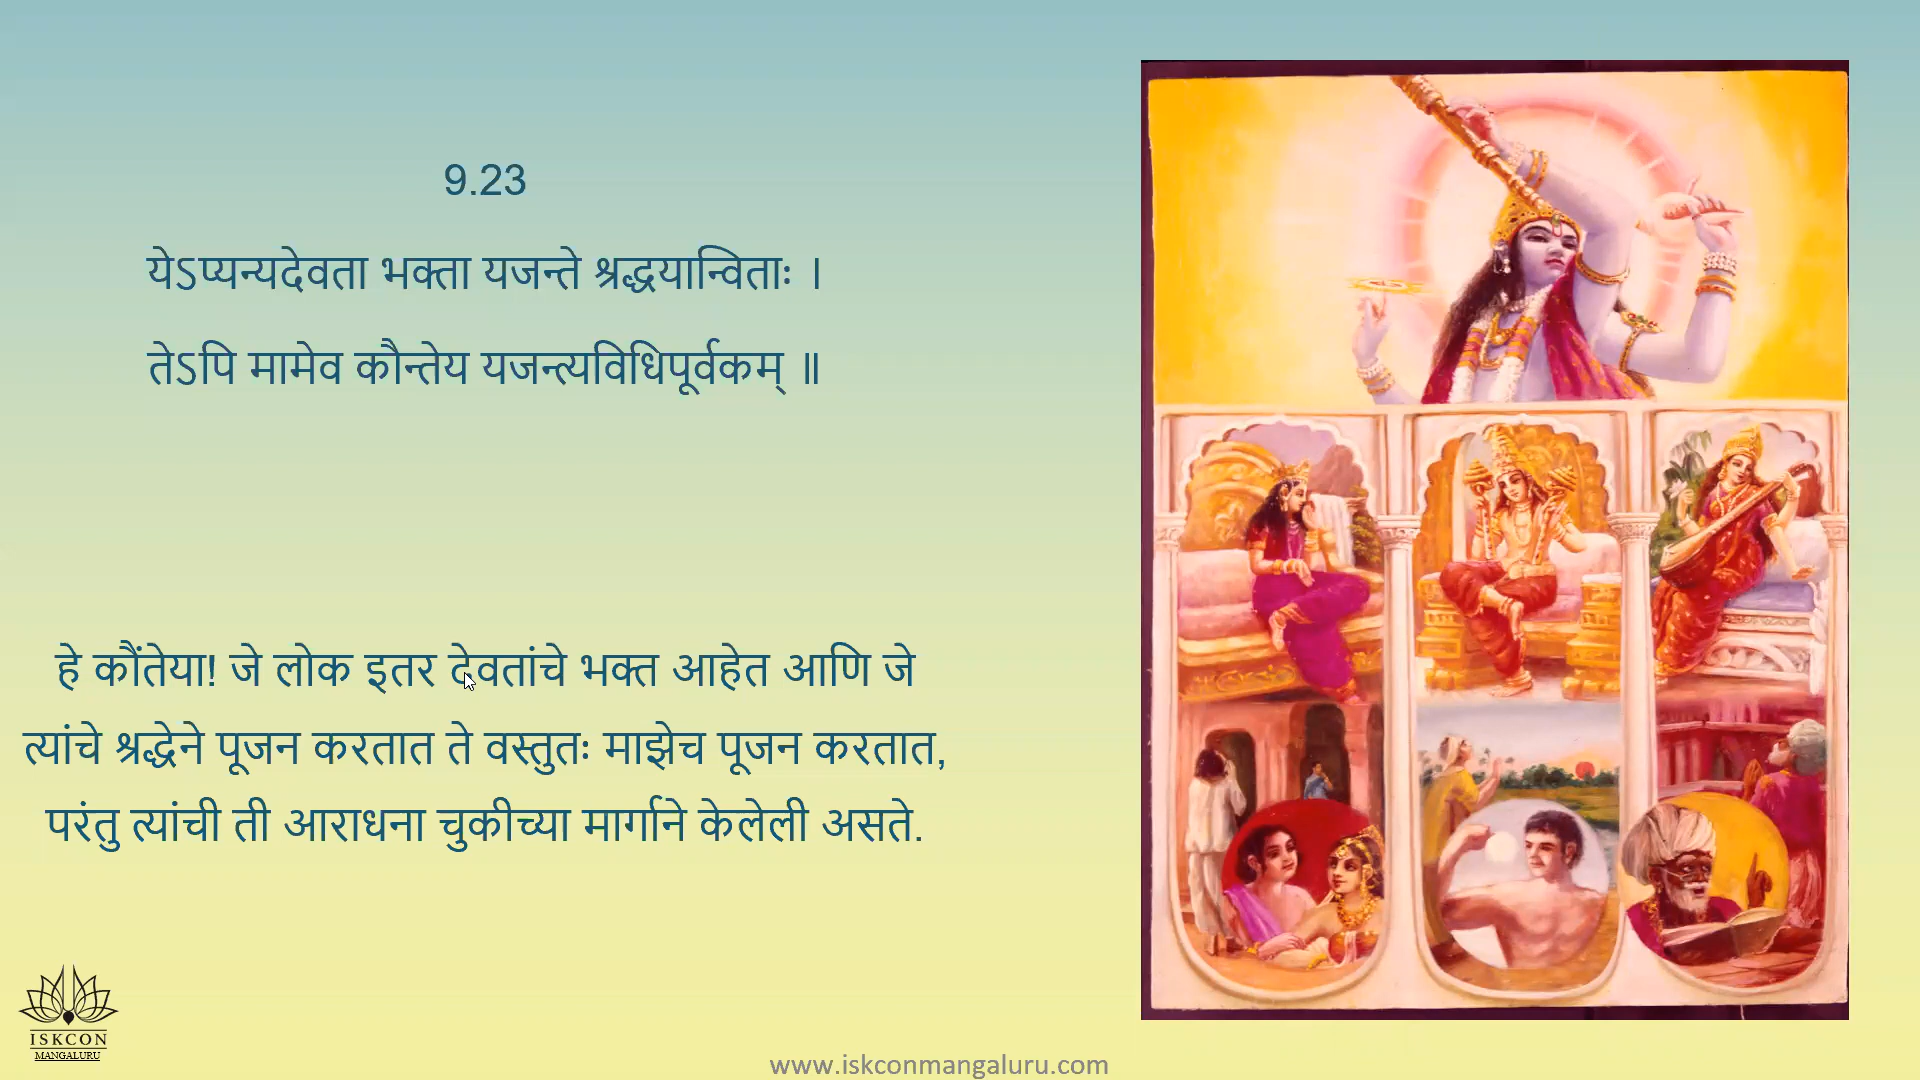 9.23
येऽप्यन्यदेवता भक्ता यजन्ते श्रद्धयान्विताः ।
तेऽपि मामेव कौन्तेय यजन्त्यविधिपूर्वकम् ॥
हे कौंतेया! जे लोक इतर देवतांचे भक्त आहेत आणि जे
त्यांचे श्रद्धेने पूजन करतात ते वस्तुतः माझेच पूजन करतात,
परंतु त्यांची ती आराधना चुकीच्या मार्गाने केलेली असते.
ISKCON
MANGALURU
www.iskconmangaluru.com